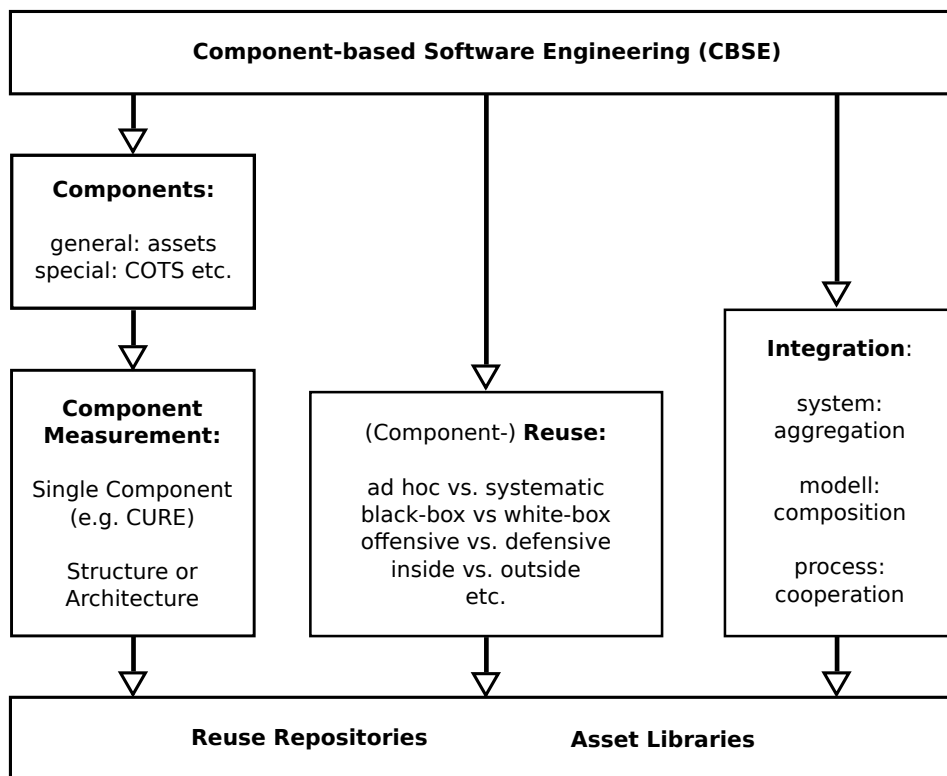 Component-based Software Engineering (CBSE)
Components:
general: assets
special: COTS etc.
Component
Measurement:
Single Component
(e.g. CURE)
Structure or
Architecture
(Component-) Reuse:
ad hoc vs. systematic
black-box vs white-box
offensive vs. defensive
inside vs. outside
etc.
Integration:
system:
aggregation
modell:
composition
process:
cooperation
Reuse Repositories
Asset Libraries